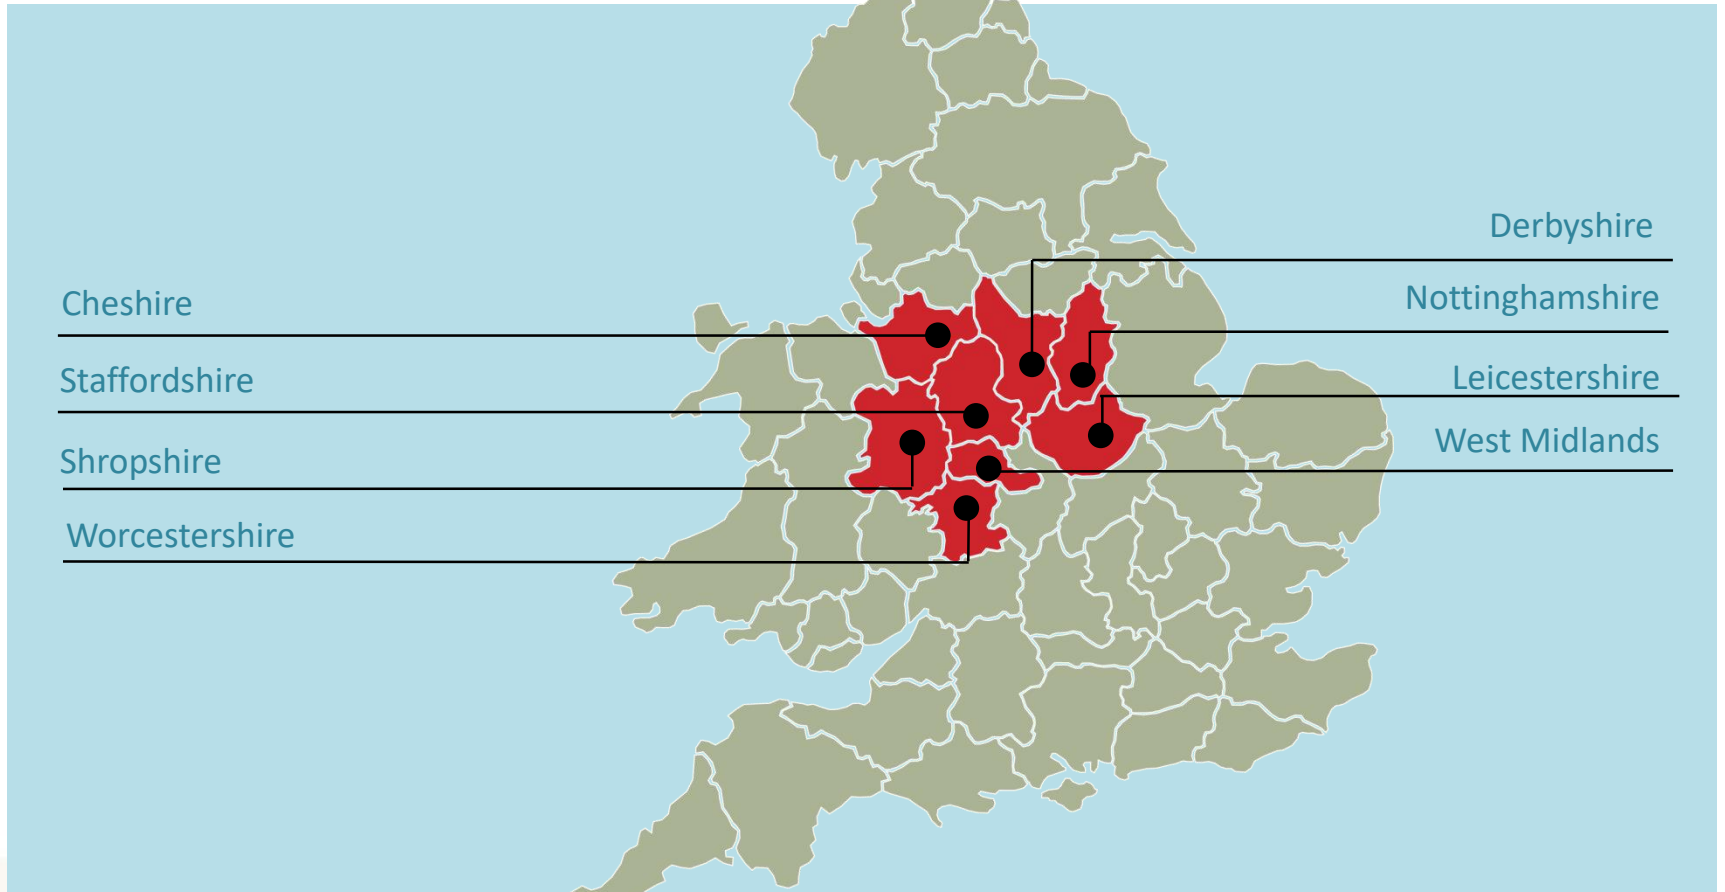 Cheshire
Staffordshire
Shropshire
Worcestershire
Derbyshire
Nottinghamshire
Leicestershire
West Midlands